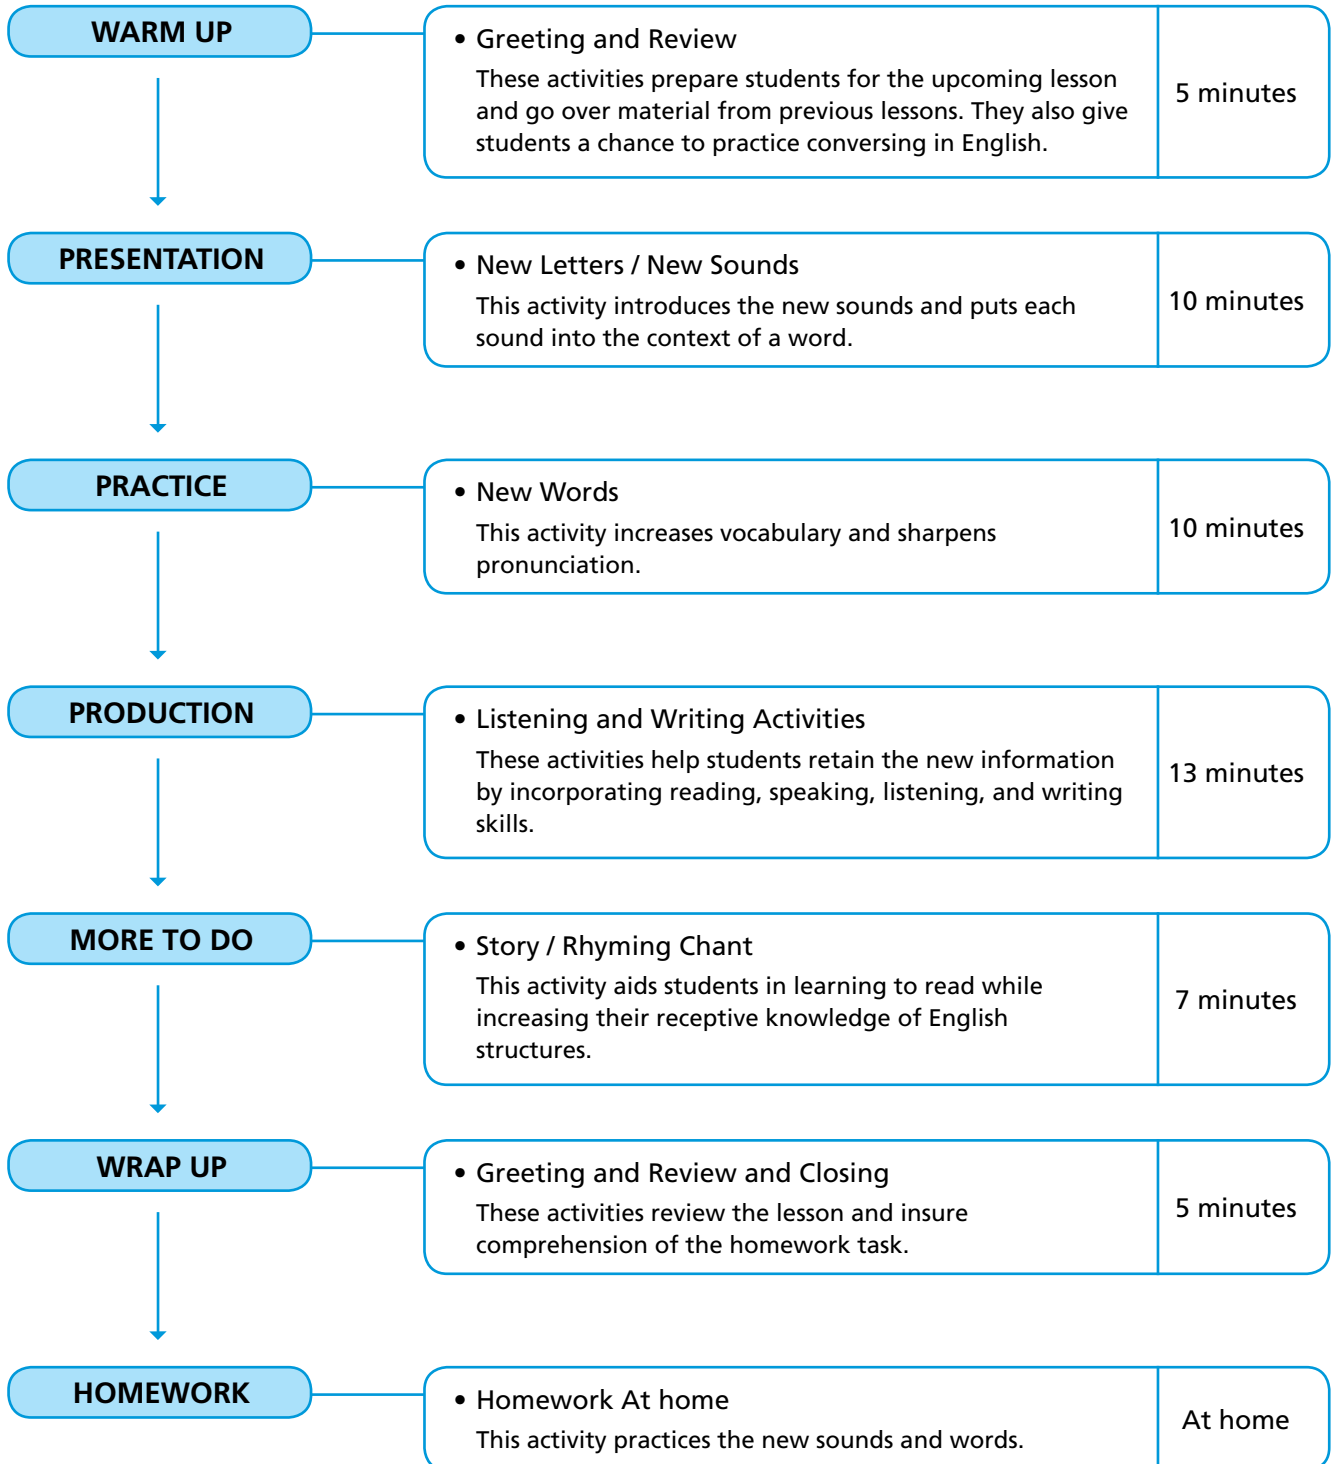 WARM UP
• Greeting and Review
These activities prepare students for the upcoming lesson
and go over material from previous lessons. They also give
students a chance to practice conversing in English.
5 minutes
PRESENTATION
• New Letters / New Sounds
This activity introduces the new sounds and puts each
sound into the context of a word.
10 minutes
PRACTICE
• New Words
This activity increases vocabulary and sharpens
pronunciation.
10 minutes
PRODUCTION
• Listening and Writing Activities
These activities help students retain the new information
by incorporating reading, speaking, listening, and writing
skills.
13 minutes
MORE TO DO
• Story / Rhyming Chant
This activity aids students in learning to read while
increasing their receptive knowledge of English
structures.
7 minutes
WRAP UP
• Greeting and Review and Closing
These activities review the lesson and insure
comprehension of the homework task.
5 minutes
HOMEWORK
• Homework At home
This activity practices the new sounds and words.
At home